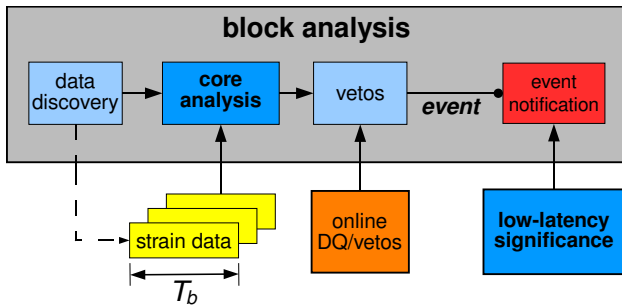 block analysis
data
discovery
core
analysis
vetos
event
event
notification
strain data
online
DQ/vetos
low-latency
significance
T_b